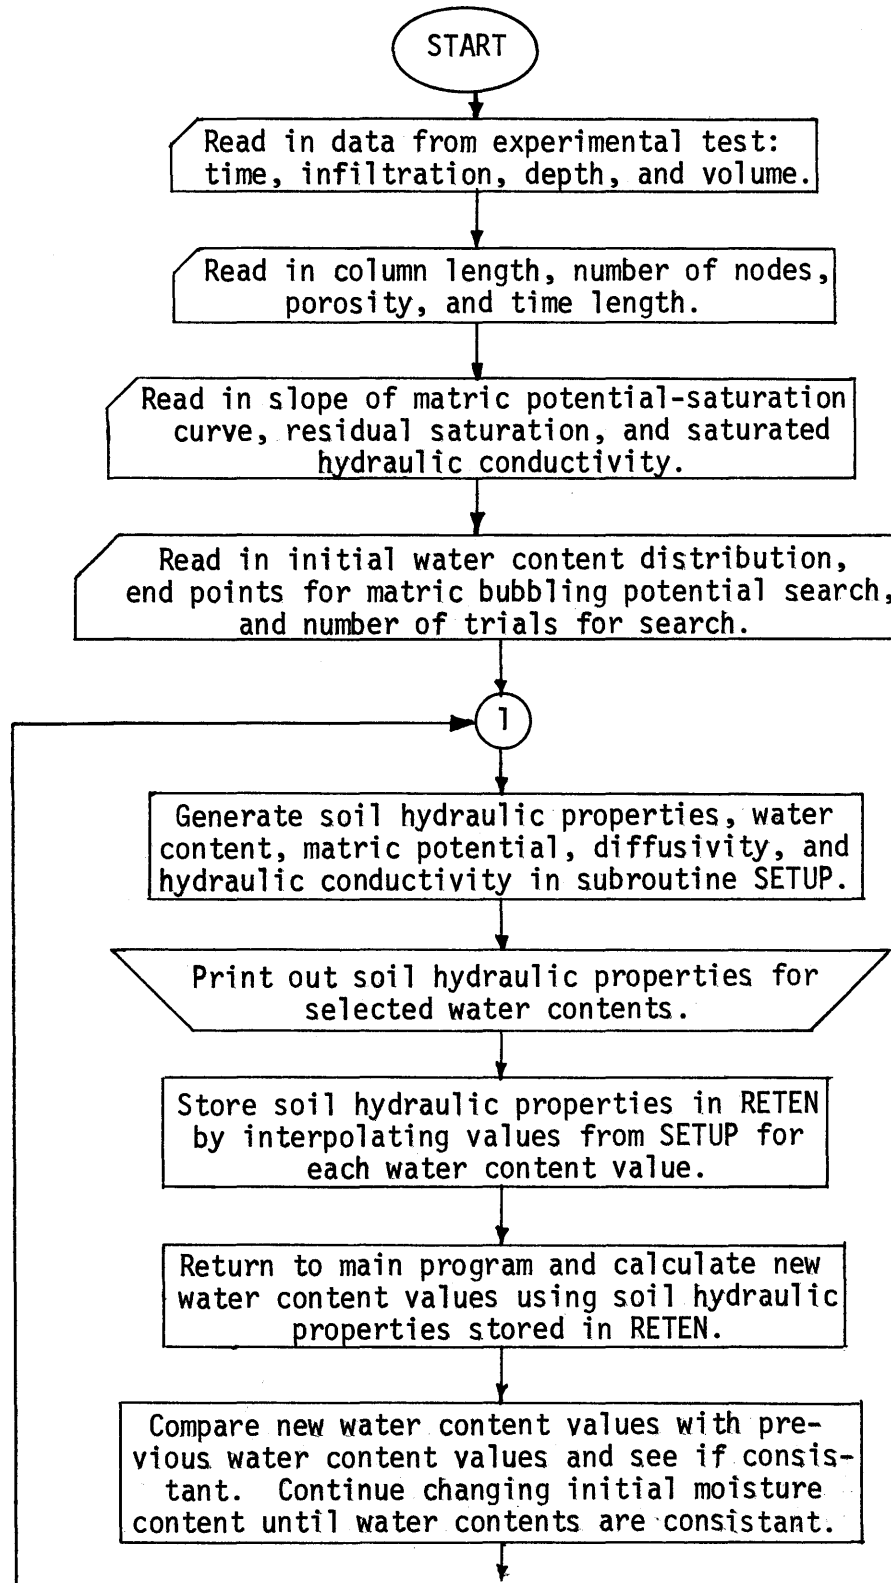 START
Read in data from experimental test:
time, infiltration, depth, and volume.
Read in column length, number of nodes,
porosity, and time length.
Read in slope of matric potential-saturation
curve, residual saturation, and saturated
hydraulic conductivity.
Read in initial water content distribution,
end points for matric bubbling potential search,
and number of trials for search.
1
Generate soil hydraulic properties, water
content, matric potential, diffusivity, and
hydraulic conductivity in subroutine SETUP.
Print out soil hydraulic properties for
selected water contents.
Store soil hydraulic properties in RETEN
by interpolating values from SETUP for
each water content value.
Return to main program and calculate new
water content values using soil hydraulic
properties stored in RETEN.
Compare new water content values with pre-
vious water content values and see if consis-
tant. Continue changing initial moisture
content until water contents are consistant.